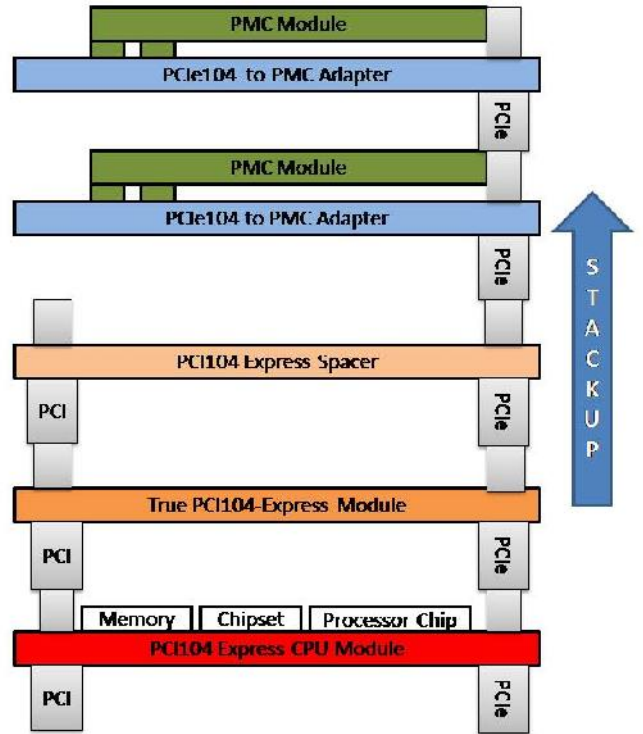 PMC Module
PCIe104 to PMC Adapter
PCIe
PMC Module
PCIe104 to PMC Adapter
PCIe
STACKUP
PCI104 Express Spacer
PCI
PCIe
True PCI104-Express Module
PCI
PCIe
Memory
Chipset
Processor Chip
PCI104 Express CPU Module
PCI
PCIe